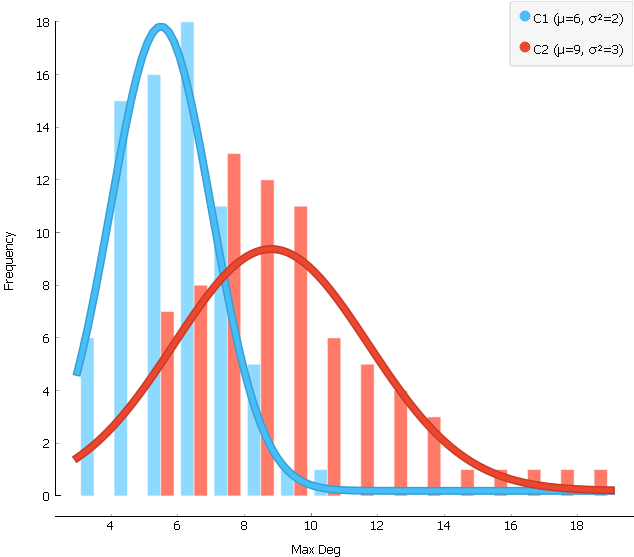 C1 (μ=6, σ²=2)
C2 (μ=9, σ²=3)
18
16
14
12
10
8
6
4
2
0
Frequency
4 6 8 10 12 14 16 18
Max Deg